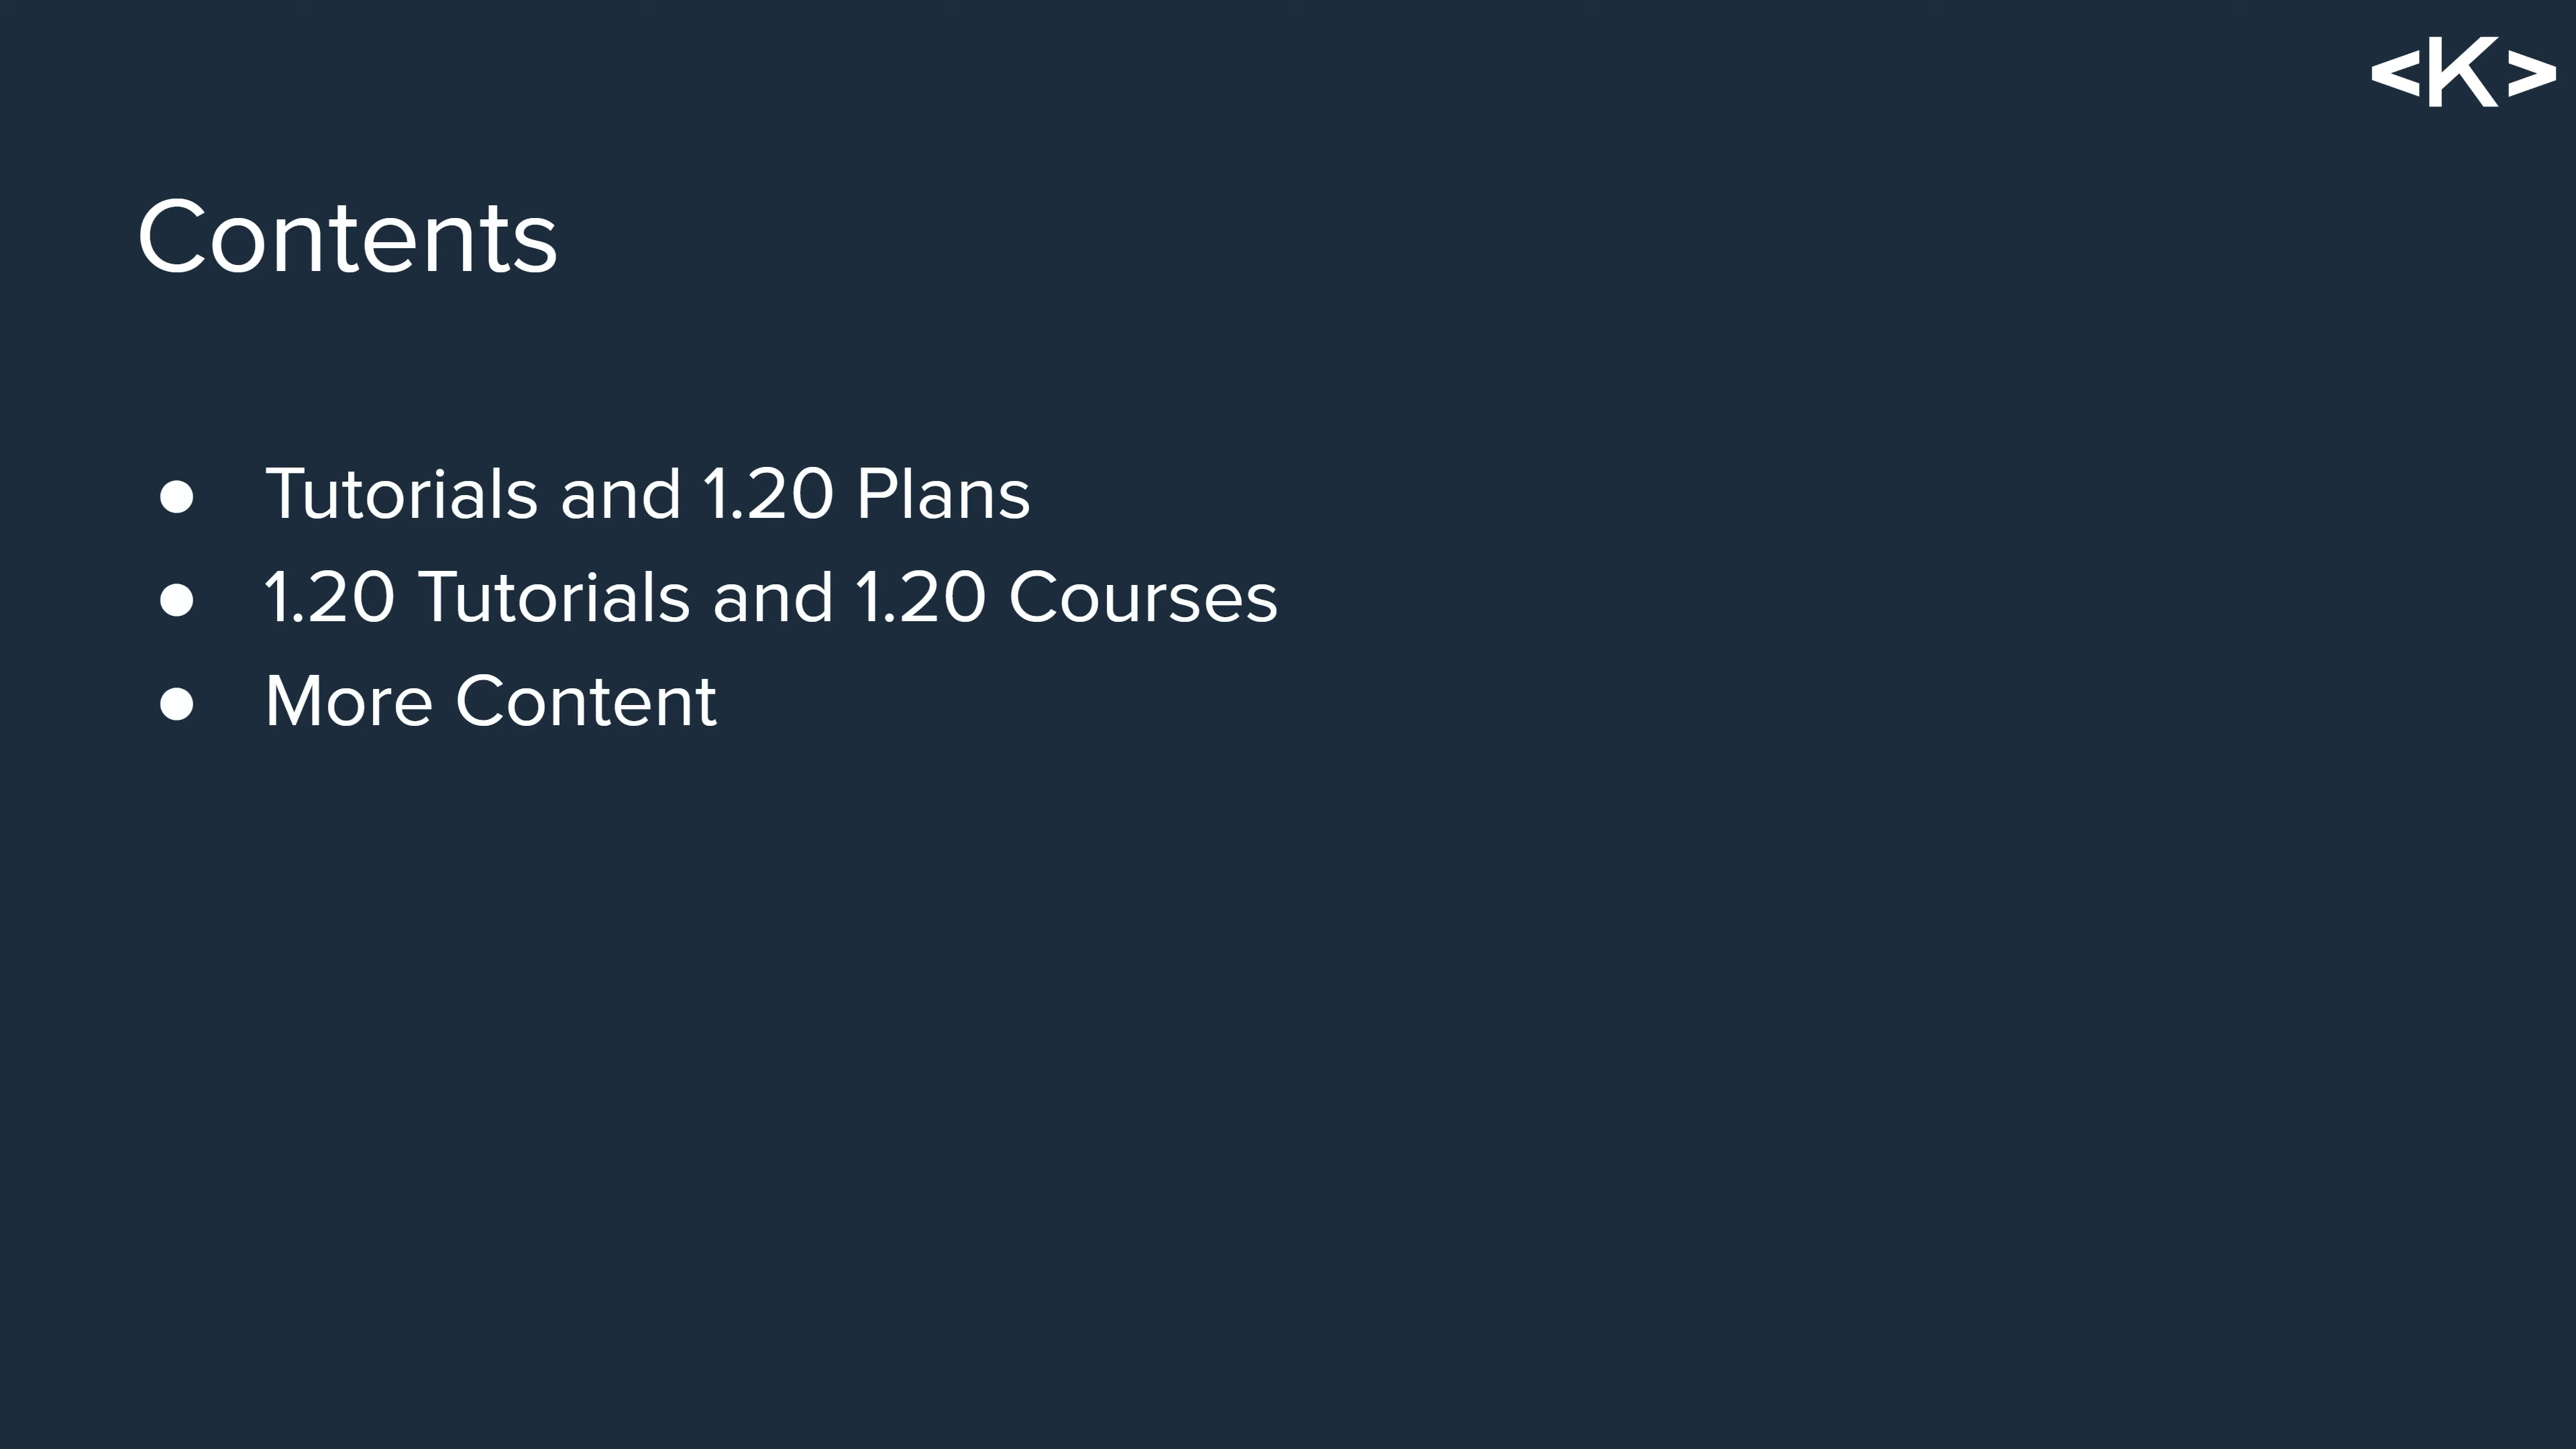 <K>
Contents
● Tutorials and 1.20 Plans
● 1.20 Tutorials and 1.20 Courses
● More Content